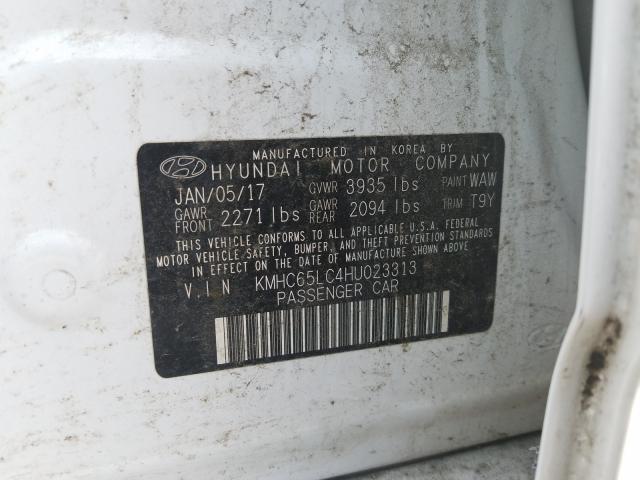 MANUFACTURED IN KOREA BY
HYUNDAI MOTOR COMPANY
JAN/05/17 GVWR 3935 lbs PAINT WAW
GAWR FRONT 2271 lbs GAWR REAR 2094 lbs TRIM T9Y
THIS VEHICLE CONFORMS TO ALL APPLICABLE U.S.A. FEDERAL
MOTOR VEHICLE SAFETY, BUMPER, AND THEFT PREVENTION STANDARDS
IN EFFECT ON THE DATE OF MANUFACTURE SHOWN ABOVE.
V.I.N KMHC65LC4HU023313
PASSENGER CAR